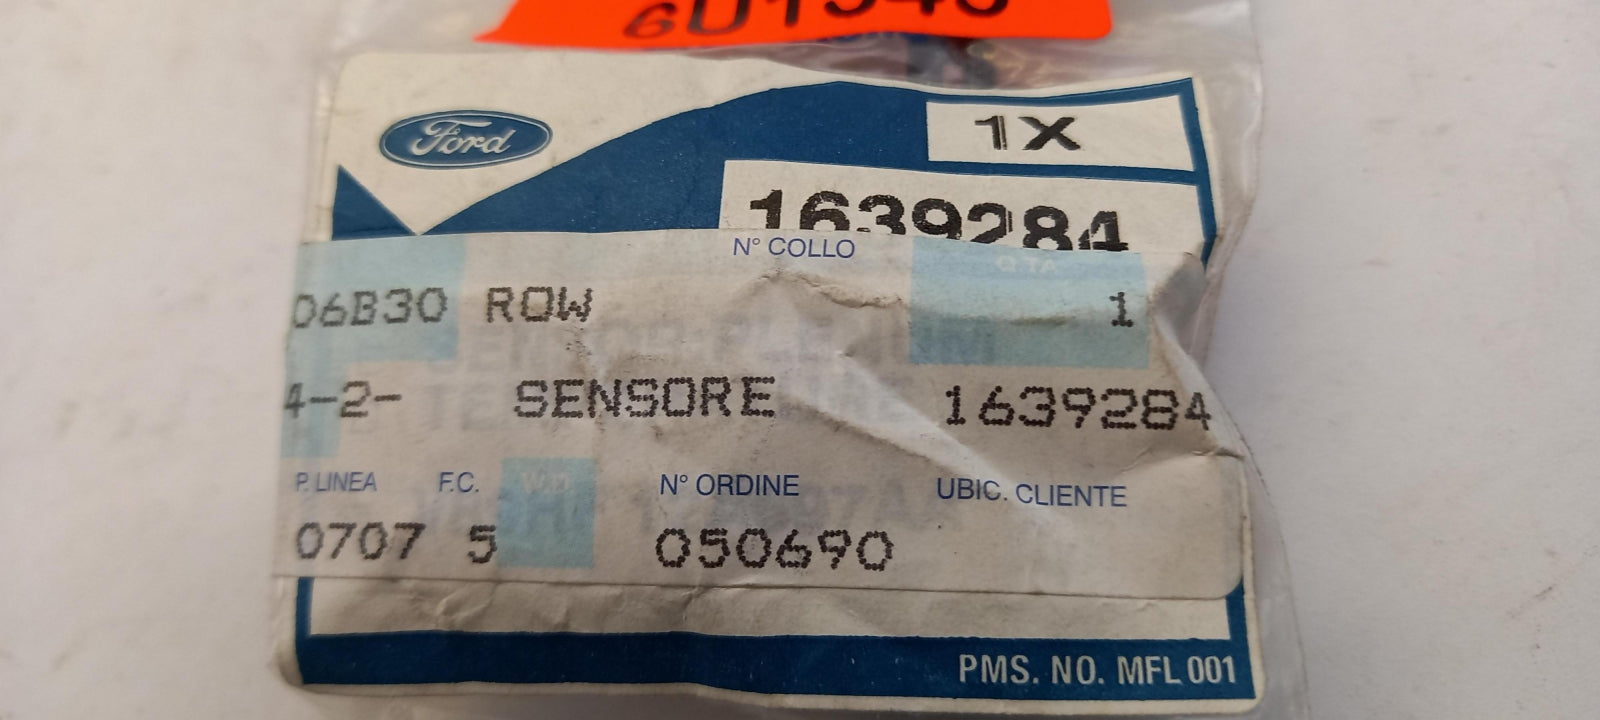 Ford
1X
1639284
N° COLLO
Q.TA
06B30 ROW 1
4-2- SENSORE 1639284
P. LINEA F.C. N° ORDINE UBIC. CLIENTE
0707 5 050690
PMS. NO. MFL 001